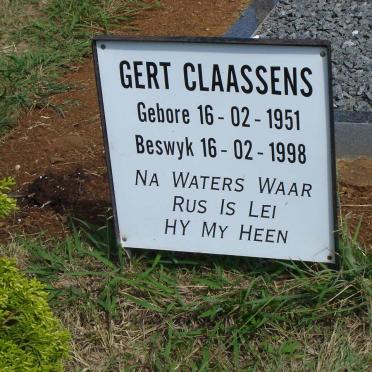 GERT CLAASSENS
Gebore 16-02-1951
Beswyk 16-02-1998
NA WATERS WAAR
RUS IS LEI
HY MY HEEN